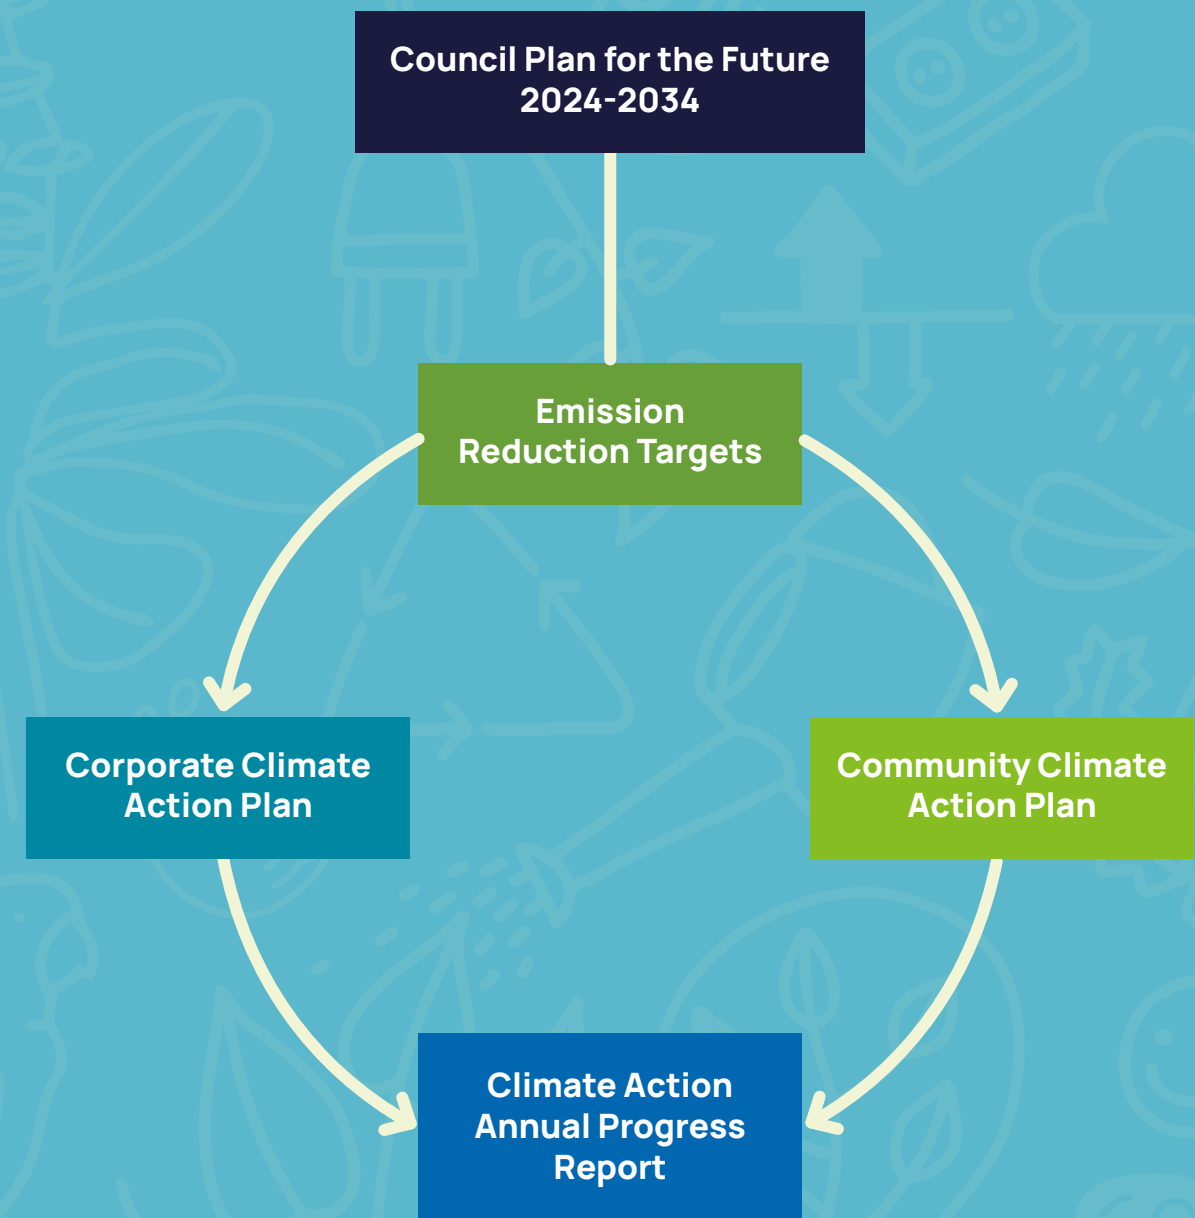 Council Plan for the Future
2024-2034
Emission
Reduction Targets
Corporate Climate
Action Plan
Community Climate
Action Plan
Climate Action
Annual Progress
Report